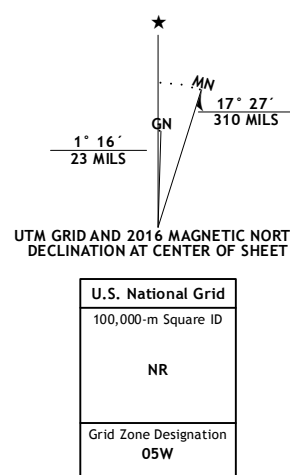 ★
MN
GN
17° 27´
310 MILS
1° 16´
23 MILS
UTM GRID AND 2016 MAGNETIC NORT
DECLINATION AT CENTER OF SHEET
U.S. National Grid
100,000-m Square ID
NR
Grid Zone Designation
05W